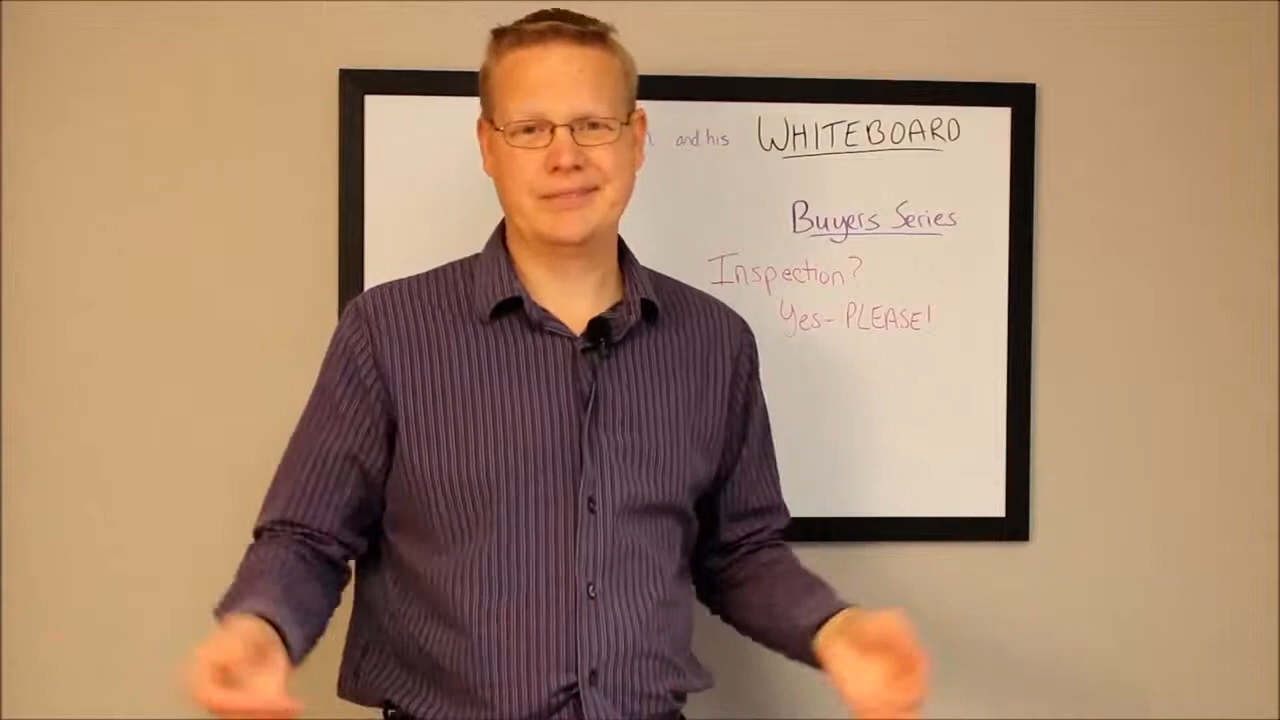 and his WHITEBOARD
Buyers Series
Inspection?
Yes- PLEASE!